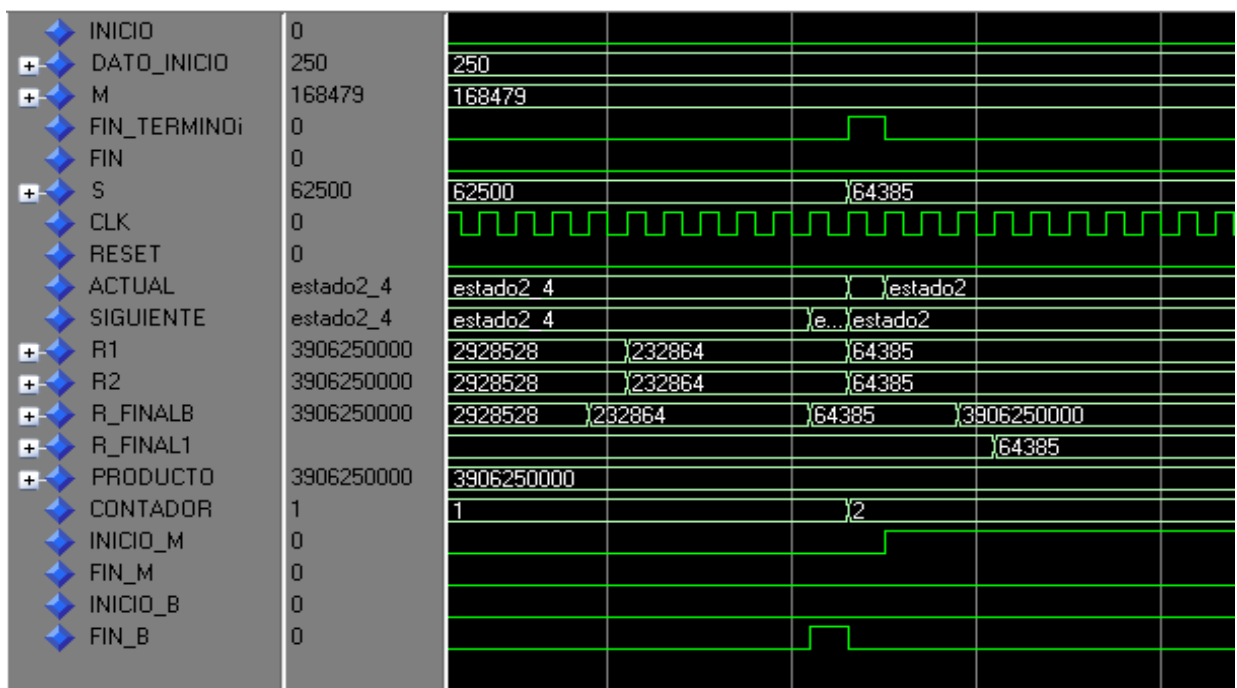 INICIO 0
DATO_INICIO 250 250
M 168479 168479
FIN_TERMINOi 0
FIN 0
S 62500 62500 64385
CLK 0
RESET 0
ACTUAL estado2_4 estado2_4 estado2
SIGUIENTE estado2_4 estado2_4 e... estado2
R1 3906250000 2928528 232864 64385
R2 3906250000 2928528 232864 64385
R_FINALB 3906250000 2928528 232864 64385 3906250000
R_FINAL1 64385
PRODUCTO 3906250000 3906250000
CONTADOR 1 1 2
INICIO_M 0
FIN_M 0
INICIO_B 0
FIN_B 0